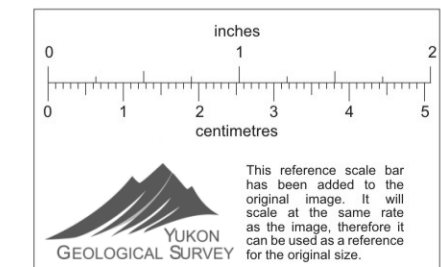 inches
0 1 2
0 1 2 3 4 5
centimetres
This reference scale bar
has been added to the
original image. It will
scale at the same rate
as the image, therefore it
can be used as a reference
for the original size.
YUKON
GEOLOGICAL SURVEY